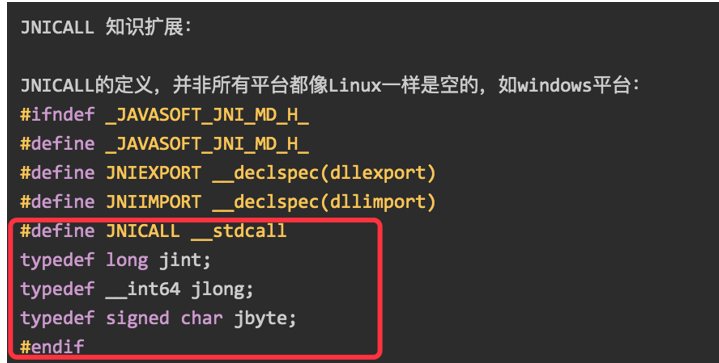 JNICALL 知识扩展：
JNICALL的定义，并非所有平台都像Linux一样是空的，如windows平台：
#ifndef _JAVASOFT_JNI_MD_H_
#define _JAVASOFT_JNI_MD_H_
#define JNIEXPORT __declspec(dllexport)
#define JNIIMPORT __declspec(dllimport)
#define JNICALL __stdcall
typedef long jint;
typedef __int64 jlong;
typedef signed char jbyte;
#endif